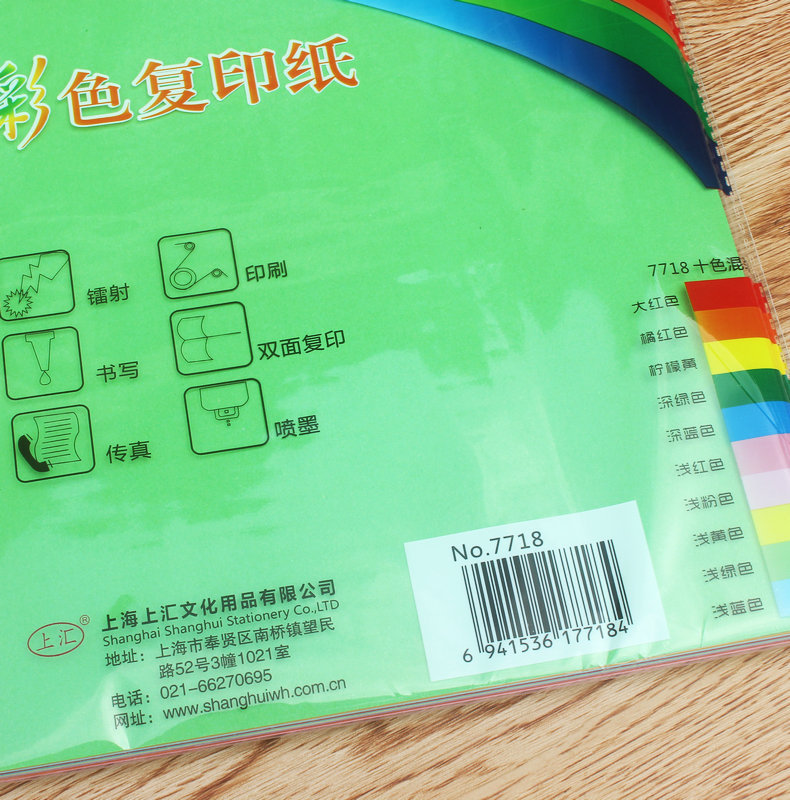 彩色复印纸
镭射
印刷
书写
双面复印
传真
喷墨
7718 十色混
大红色
橘红色
柠檬黄
深绿色
深蓝色
浅红色
浅粉色
浅黄色
浅绿色
浅蓝色
No.7718
6 941536 177184
上汇®
上海上汇文化用品有限公司
Shanghai Shanghui Stationery Co.,LTD
地址：上海市奉贤区南桥镇望民
路52号3幢1021室
电话：021-66270695
网址：www.shanghuiwh.com.cn